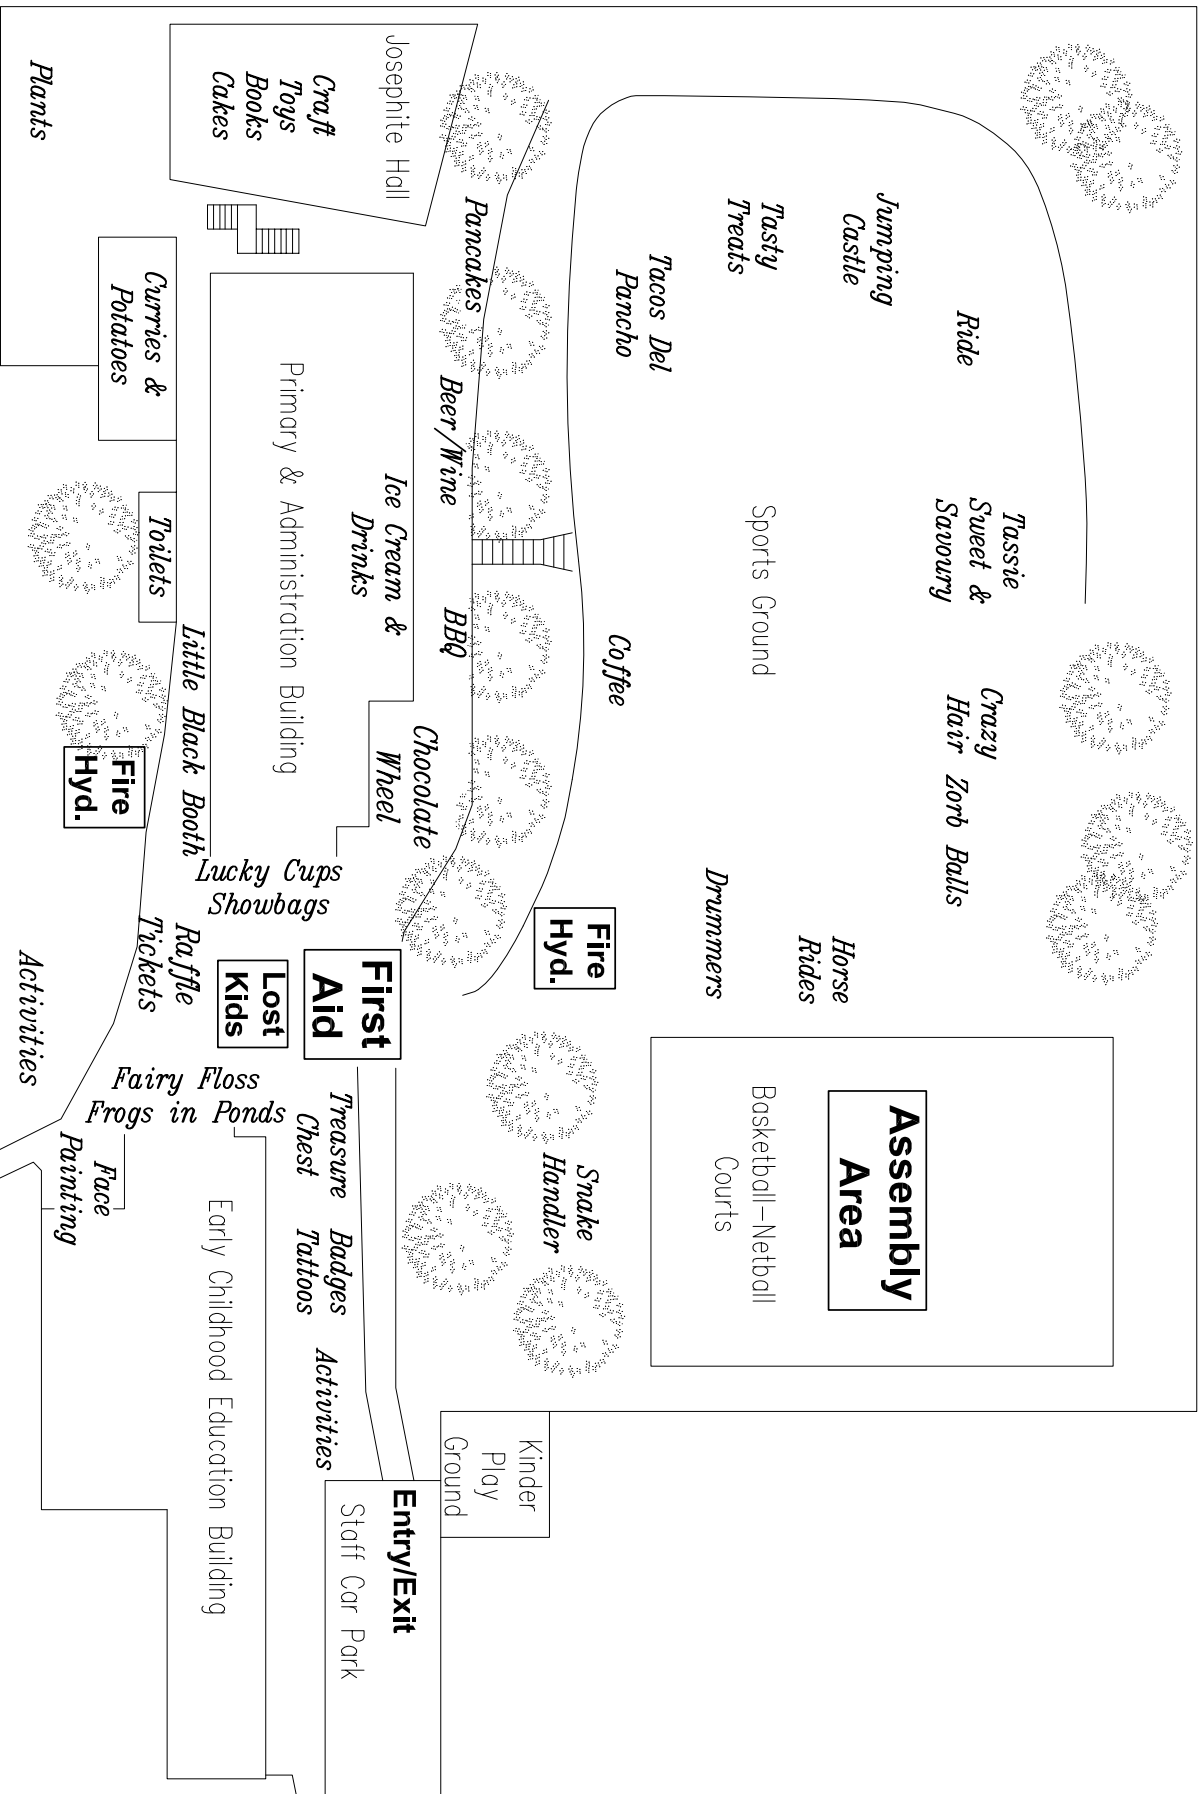 Assembly
Area
Tassie
Sweet &
Savoury
Crazy
Hair
Zorb Balls
Ride
Jumping
Castle
Horse
Rides
Tasty
Treats
Sports Ground
Drummers
Basketball-Netball
Courts
Tacos Del
Pancho
Coffee
Fire
Hyd.
Snake
Handler
Kinder
Play
Ground
Pancakes
Beer/Wine
BBQ
Chocolate
Wheel
Josephite Hall
Craft
Toys
Books
Cakes
Ice Cream &
Drinks
Primary & Administration Building
First
Aid
Lost
Kids
Entry/Exit
Staff Car Park
Treasure
Chest
Badges
Tattoos
Activities
Lucky Cups
Showbags
Little Black Booth
Raffle
Tickets
Early Childhood Education Building
Curries &
Potatoes
Toilets
Fire
Hyd.
Fairy Floss
Frogs in Ponds
Face
Painting
Plants
Activities